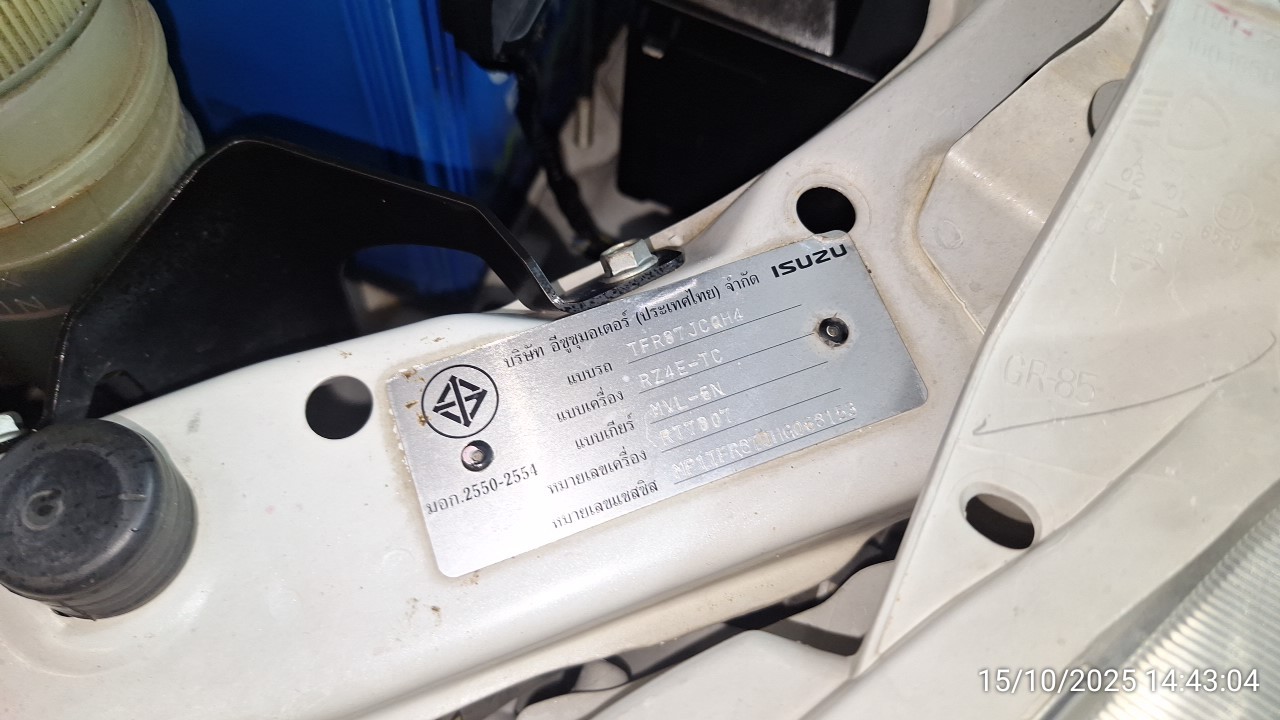 บริษัท อีซูซุมอเตอร์ (ประเทศไทย) จำกัด ISUZU
แบบรถ TFR87JCQH4
แบบเครื่อง RZ4E-TC
แบบเกียร์ MVL-6N
หมายเลขเครื่อง RTT907
หมายเลขแชสซิส
มอก.2550-2554
GR-85
15/10/2025 14:43:04